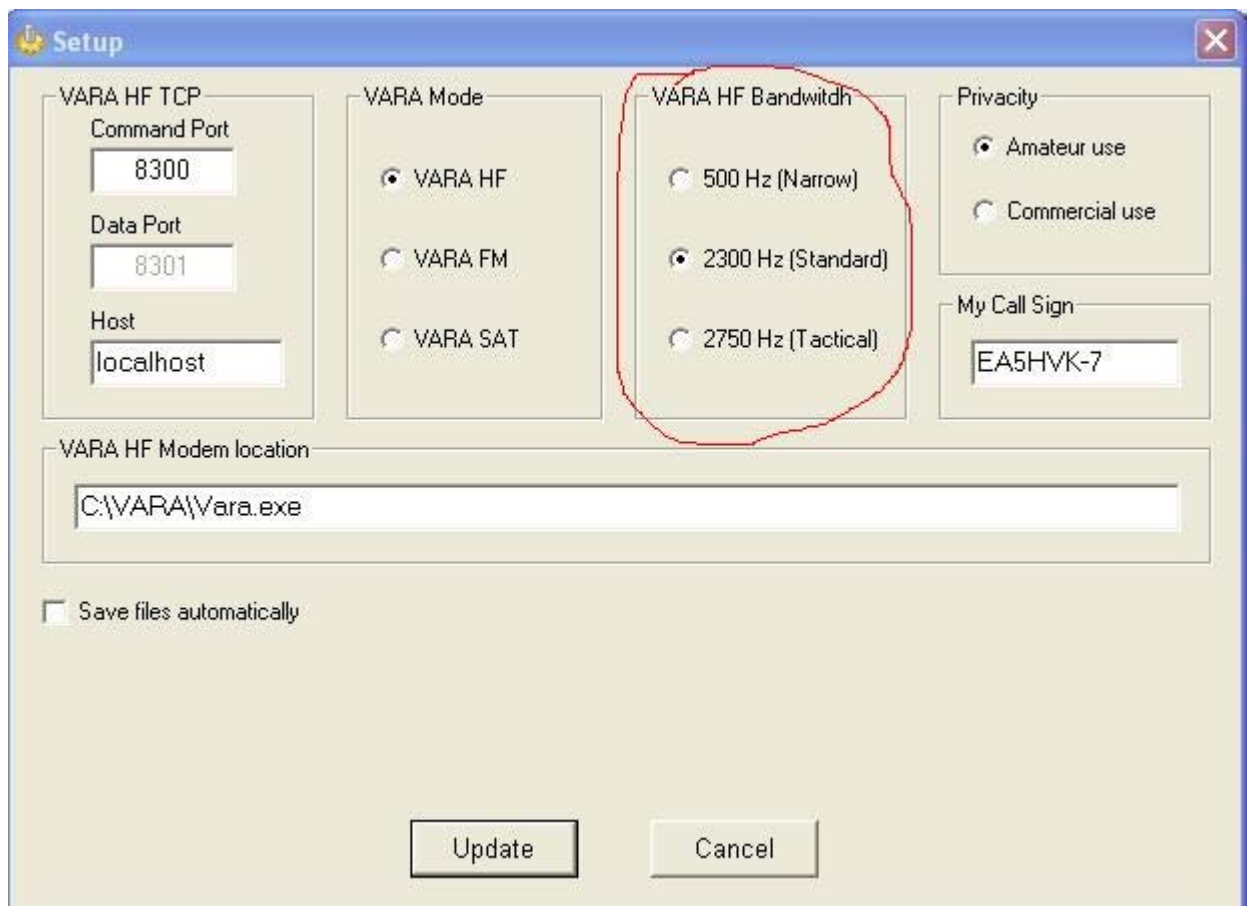 Setup
VARA HF TCP
Command Port
8300
Data Port
8301
Host
localhost
VARA Mode
VARA HF
VARA FM
VARA SAT
VARA HF Bandwitdh
500 Hz (Narrow)
2300 Hz (Standard)
2750 Hz (Tactical)
Privacity
Amateur use
Commercial use
My Call Sign
EA5HVK-7
VARA HF Modem location
C:\VARA\Vara.exe
Save files automatically
Update
Cancel